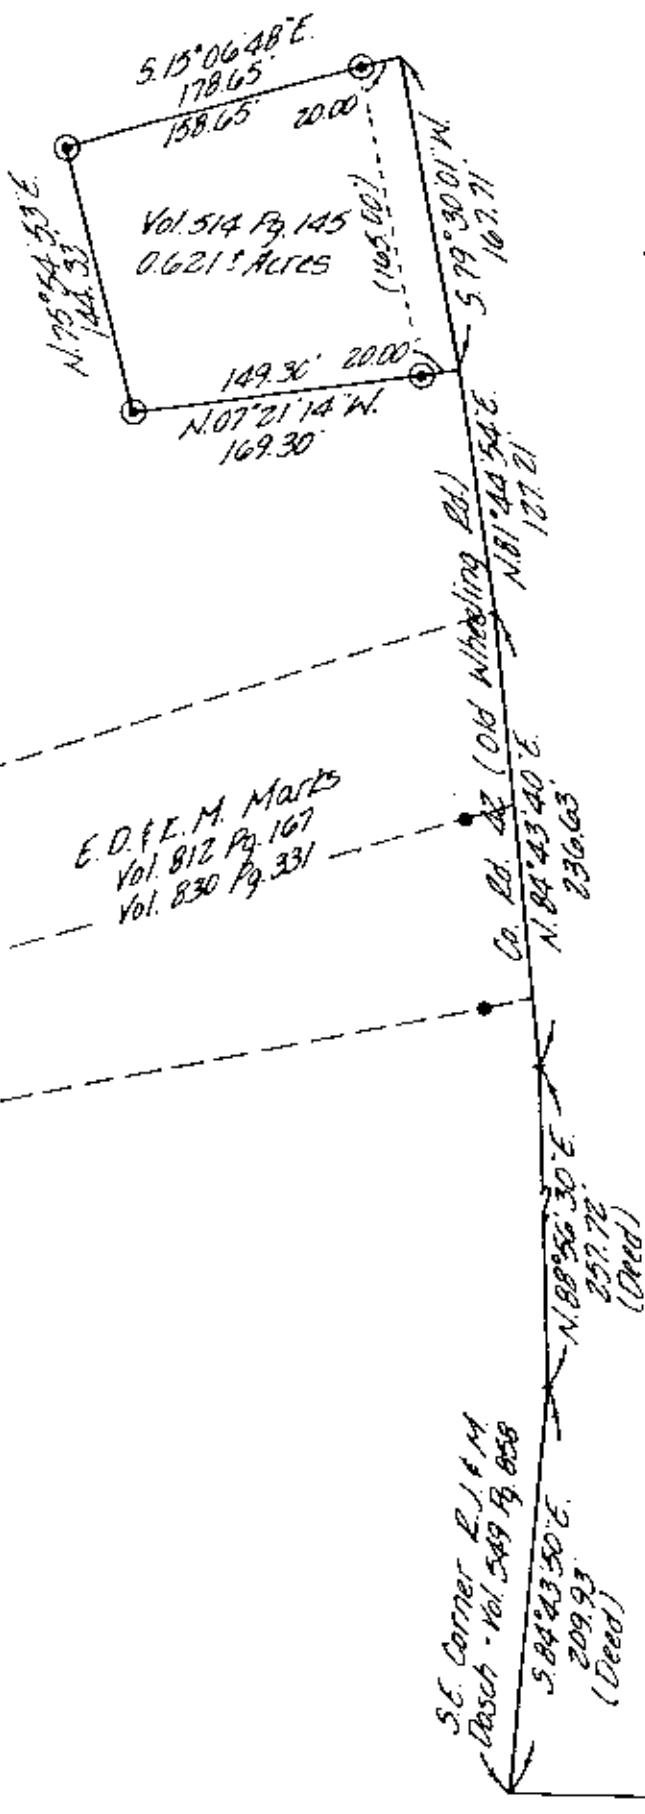 S.15°06'48"E.
178.65'
158.65'
20.00'
N.75°54'53"E.
144.33'
Vol. 514 Pg. 145
0.621± Acres
(165.00')
S.79°30'01"W.
167.71'
149.30' 20.00'
N.07°21'14"W.
169.30'
N.81°44'54"E.
127.21'
Co. Rd. 82 (Old Wheeling Rd.)
E.D. & E.M. Marks
Vol. 812 Pg. 167
Vol. 830 Pg. 331
N.84°43'40"E.
236.63'
N.88°56'30"E.
257.72'
(Deed)
S.E. Corner R.J. & M.
Dosch - Vol. 549 Pg. 858
S.84°43'50"E.
209.93'
(Deed)